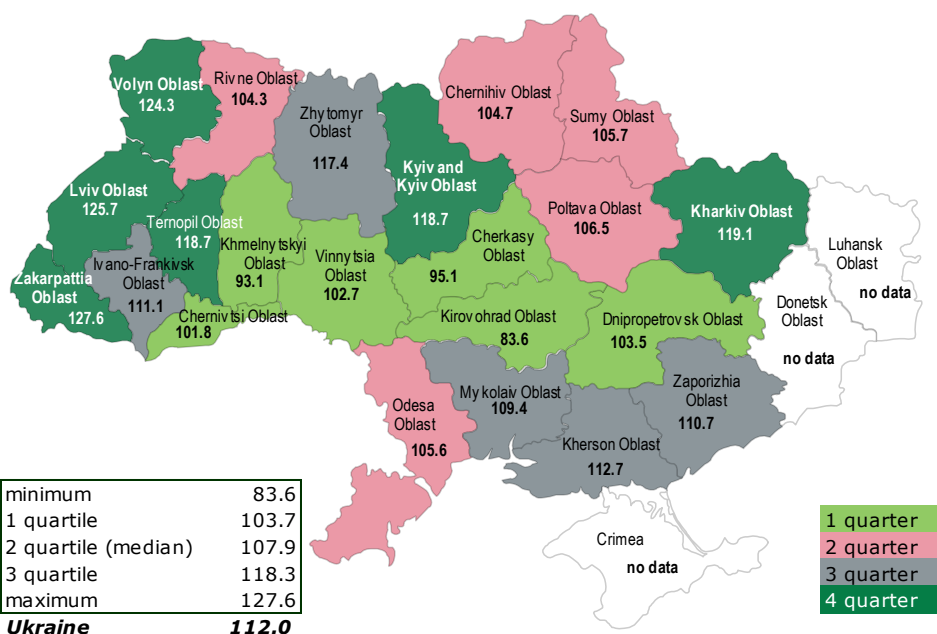 Volyn Oblast
124.3
Rivne Oblast
104.3
Zhytomyr
Oblast
117.4
Chernihiv Oblast
104.7
Sumy Oblast
105.7
Kyiv and
Kyiv Oblast
118.7
Lviv Oblast
125.7
Ternopil Oblast
118.7
Khmelnytskyi
Oblast
93.1
Vinnytsia
Oblast
102.7
Cherkasy
Oblast
95.1
Poltava Oblast
106.5
Kharkiv Oblast
119.1
Luhansk
Oblast
no data
Zakarpattia
Oblast
127.6
Ivano-Frankivsk
Oblast
111.1
Chernivtsi Oblast
101.8
Kirovohrad Oblast
83.6
Dnipropetrovsk Oblast
103.5
Donetsk
Oblast
no data
Odesa
Oblast
105.6
Mykolaiv Oblast
109.4
Zaporizhia
Oblast
110.7
Kherson Oblast
112.7
Crimea
no data
minimum 83.6
1 quartile 103.7
2 quartile (median) 107.9
3 quartile 118.3
maximum 127.6
Ukraine 112.0
1 quarter
2 quarter
3 quarter
4 quarter